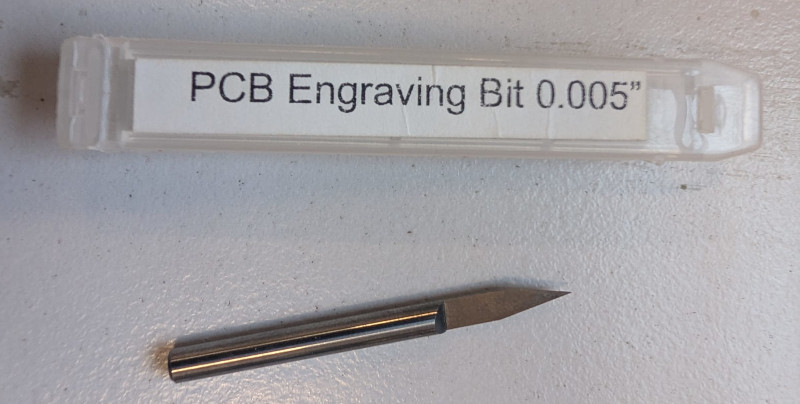 PCB Engraving Bit 0.005”